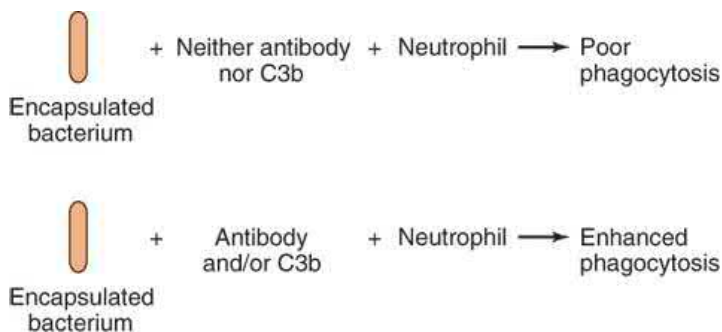 + Neither antibody + Neutrophil → Poor
nor C3b phagocytosis
Encapsulated
bacterium
+ Antibody + Neutrophil → Enhanced
and/or C3b phagocytosis
Encapsulated
bacterium